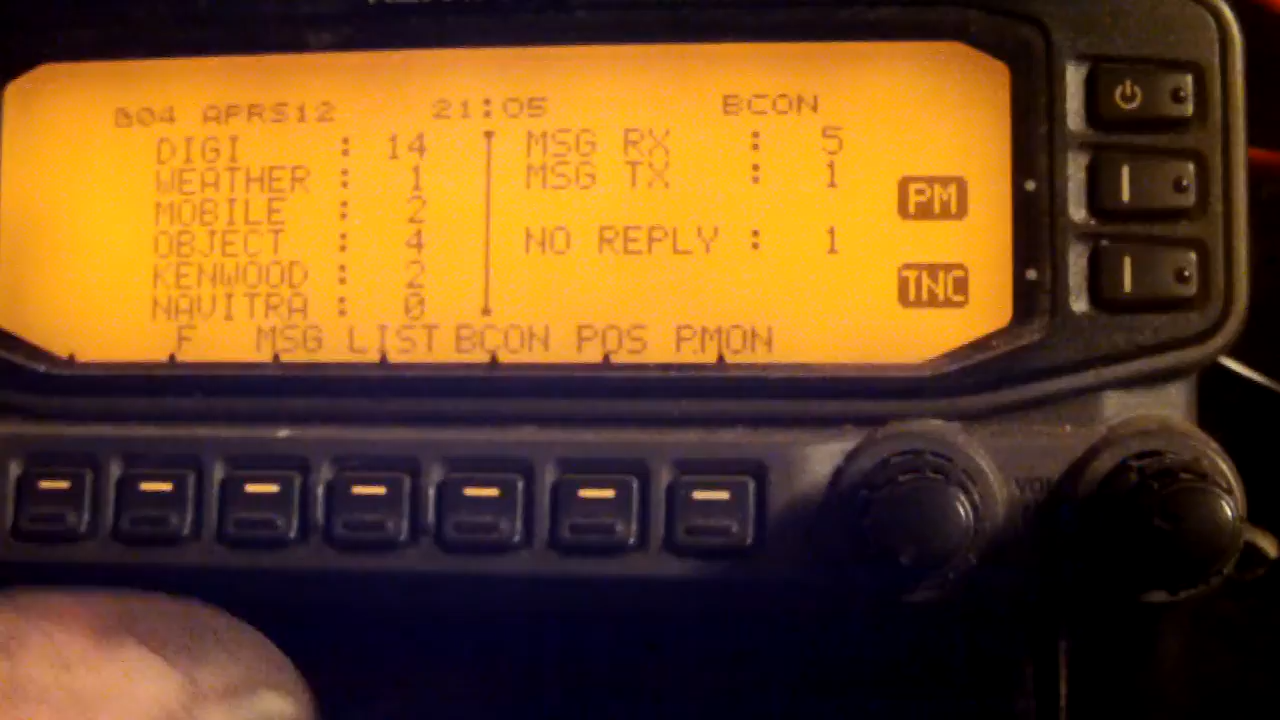 004 APRS12 21:05 BCON
DIGI : 14
WEATHER : 1
MOBILE : 2
OBJECT : 4
KENWOOD : 2
NAVITRA : 0
MSG RX : 5
MSG TX : 1
NO REPLY : 1
PM
TNC
F MSG LIST BCON POS P.MON